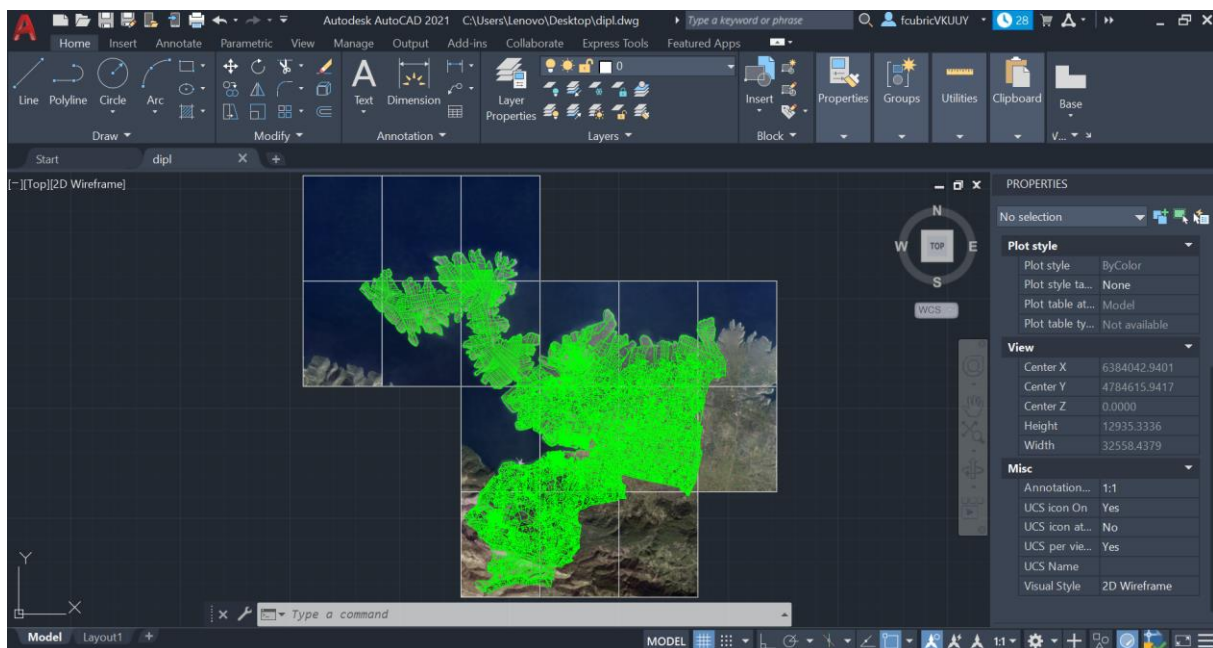 Autodesk AutoCAD 2021 C:\Users\Lenovo\Desktop\dipl.dwg Type a keyword or phrase fcubricVKUUY 28
Home Insert Annotate Parametric View Manage Output Add-ins Collaborate Express Tools Featured Apps
0
Line Polyline Circle Arc Text Dimension Layer Properties Insert Properties Groups Utilities Clipboard Base
Draw Modify Annotation Layers Block V...
Start dipl
[−][Top][2D Wireframe]
N
W TOP E
S
WCS
PROPERTIES
No selection
Plot style
Plot style ByColor
Plot style ta... None
Plot table at... Model
Plot table ty... Not available
View
Center X 6384042.9401
Center Y 4784615.9417
Center Z 0.0000
Height 12935.3336
Width 32558.4379
Misc
Annotation... 1:1
UCS icon On Yes
UCS icon at... No
UCS per vie... Yes
UCS Name
Visual Style 2D Wireframe
Y
X
Type a command
Model Layout1 + MODEL 1:1